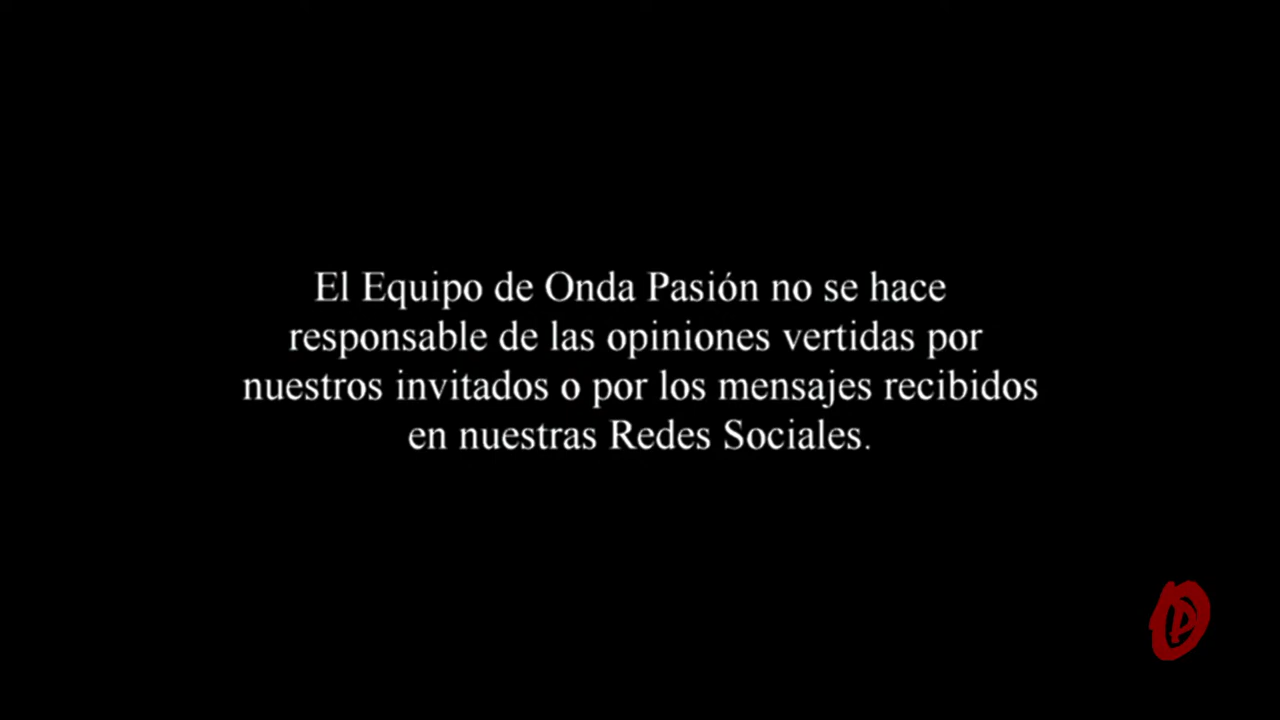 El Equipo de Onda Pasión no se hace
responsable de las opiniones vertidas por
nuestros invitados o por los mensajes recibidos
en nuestras Redes Sociales.